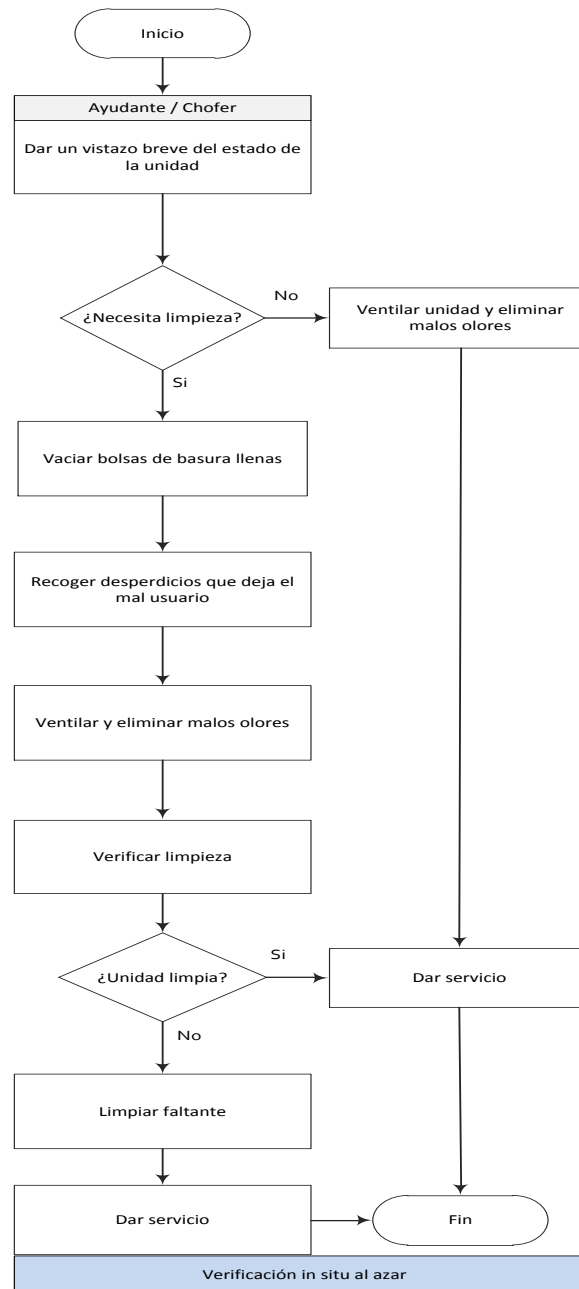 Inicio
Ayudante / Chofer
Dar un vistazo breve del estado de
la unidad
¿Necesita limpieza?
No
Ventilar unidad y eliminar
malos olores
Si
Vaciar bolsas de basura llenas
Recoger desperdicios que deja el
mal usuario
Ventilar y eliminar malos olores
Verificar limpieza
¿Unidad limpia?
Si
Dar servicio
No
Limpiar faltante
Dar servicio
Fin
Verificación in situ al azar